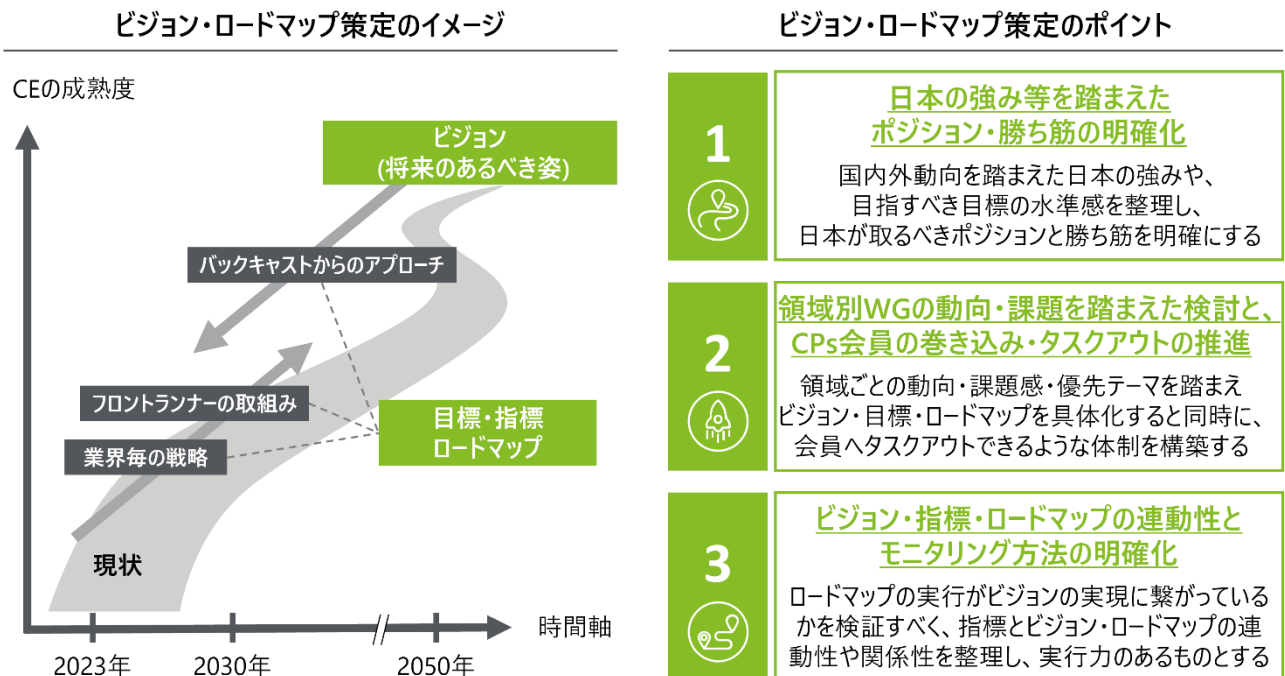 ビジョン・ロードマップ策定のイメージ
CEの成熟度
ビジョン
(将来のあるべき姿)
バックキャストからのアプローチ
フロントランナーの取組み
業界毎の戦略
目標・指標
ロードマップ
現状
時間軸
2023年
2030年
2050年
ビジョン・ロードマップ策定のポイント
1
日本の強み等を踏まえた
ポジション・勝ち筋の明確化
国内外動向を踏まえた日本の強みや、
目指すべき目標の水準感を整理し、
日本が取るべきポジションと勝ち筋を明確にする
2
領域別WGの動向・課題を踏まえた検討と、
CPs会員の巻き込み・タスクアウトの推進
領域ごとの動向・課題感・優先テーマを踏まえ
ビジョン・目標・ロードマップを具体化すると同時に、
会員へタスクアウトできるような体制を構築する
3
ビジョン・指標・ロードマップの連動性と
モニタリング方法の明確化
ロードマップの実行がビジョンの実現に繋がっている
かを検証すべく、指標とビジョン・ロードマップの連
動性や関係性を整理し、実行力のあるものとする